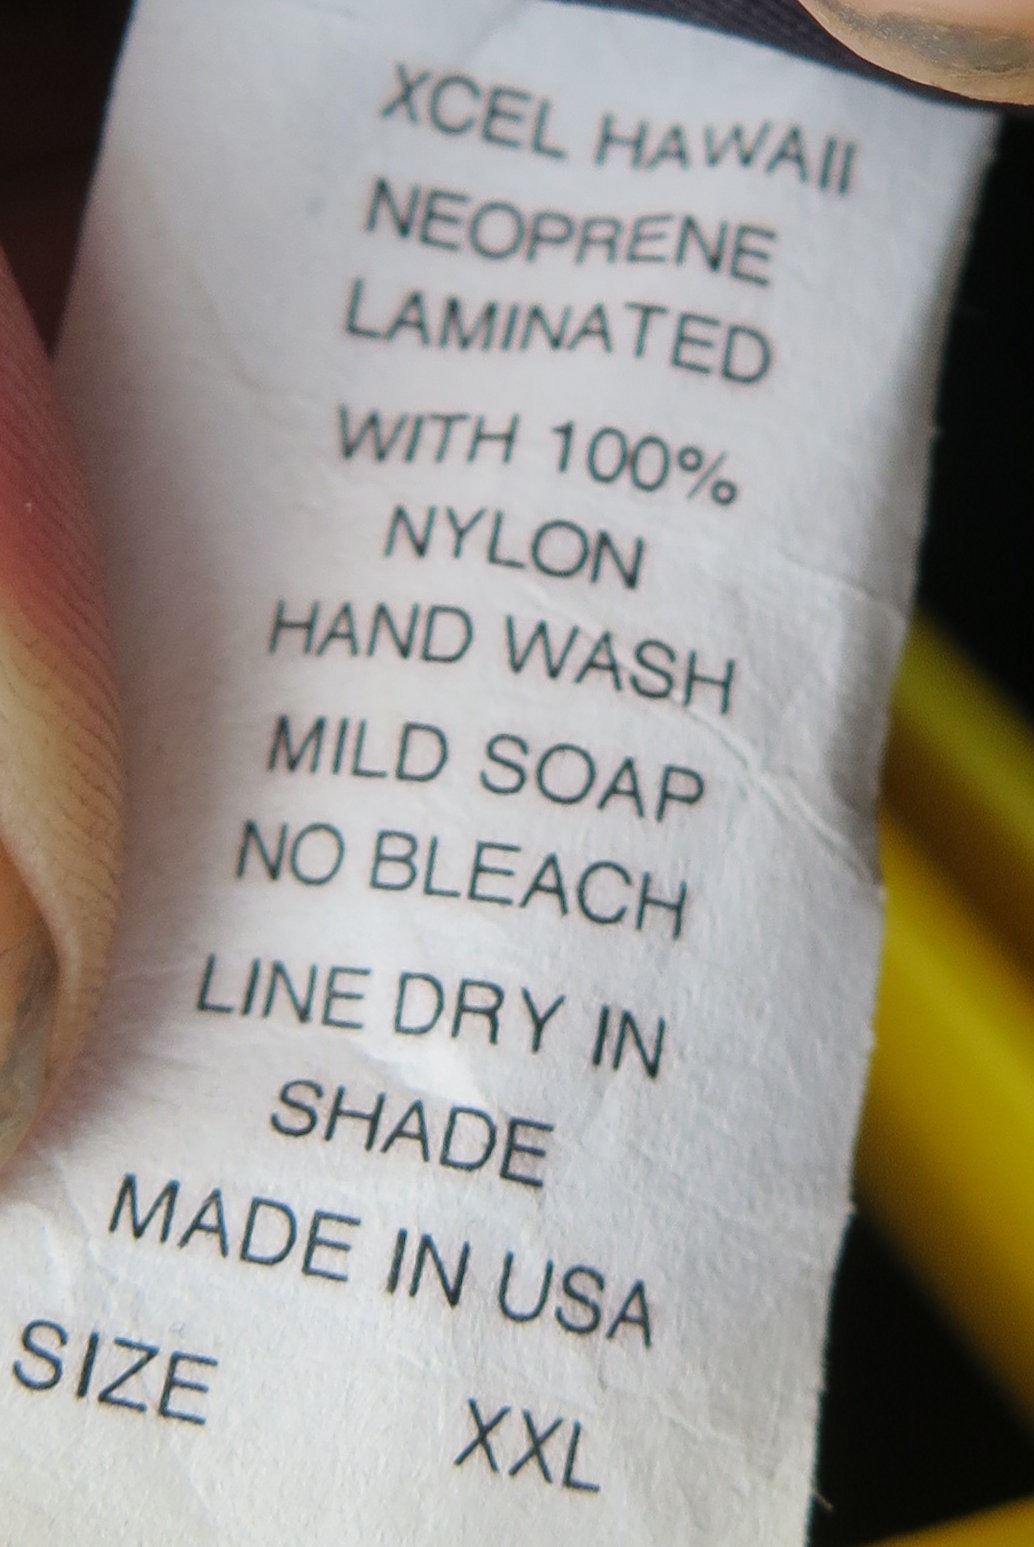 XCEL HAWAII
NEOPRENE
LAMINATED
WITH 100%
NYLON
HAND WASH
MILD SOAP
NO BLEACH
LINE DRY IN
SHADE
MADE IN USA
SIZE XXL